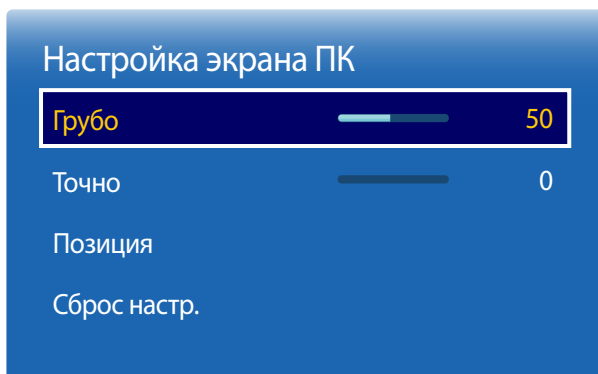 Настройка экрана ПК
Грубо 50
Точно 0
Позиция
Сброс настр.